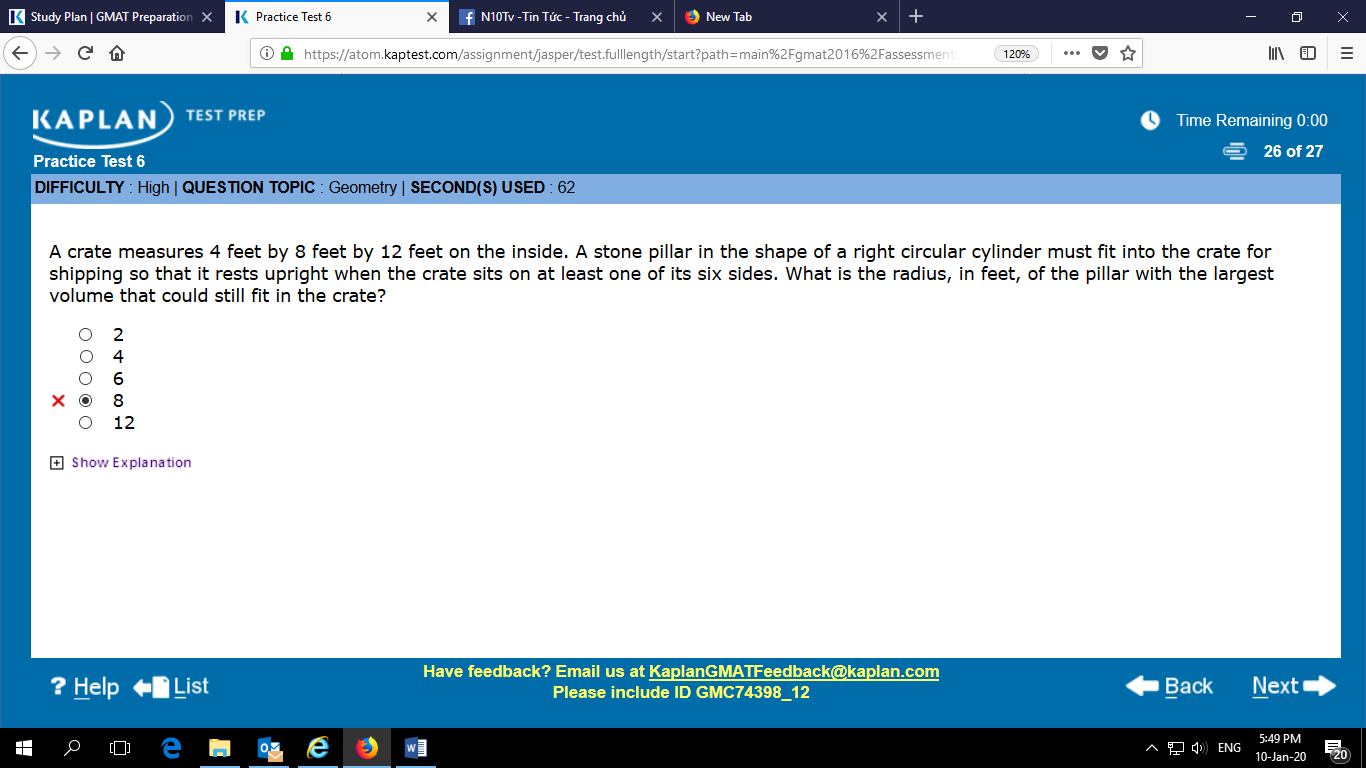 Study Plan | GMAT Preparation
Practice Test 6
N10Tv -Tin Tức - Trang chủ
New Tab
https://atom.kaptest.com/assignment/jasper/test.fulllength/start?path=main%2Fgmat2016%2Fassessment
120%
KAPLAN TEST PREP
Time Remaining 0:00
Practice Test 6
26 of 27
DIFFICULTY : High | QUESTION TOPIC : Geometry | SECOND(S) USED : 62
A crate measures 4 feet by 8 feet by 12 feet on the inside. A stone pillar in the shape of a right circular cylinder must fit into the crate for
shipping so that it rests upright when the crate sits on at least one of its six sides. What is the radius, in feet, of the pillar with the largest
volume that could still fit in the crate?
2
4
6
8
12
Show Explanation
Have feedback? Email us at KaplanGMATFeedback@kaplan.com
Please include ID GMC74398_12
? Help
List
Back
Next
ENG
5:49 PM
10-Jan-20
20